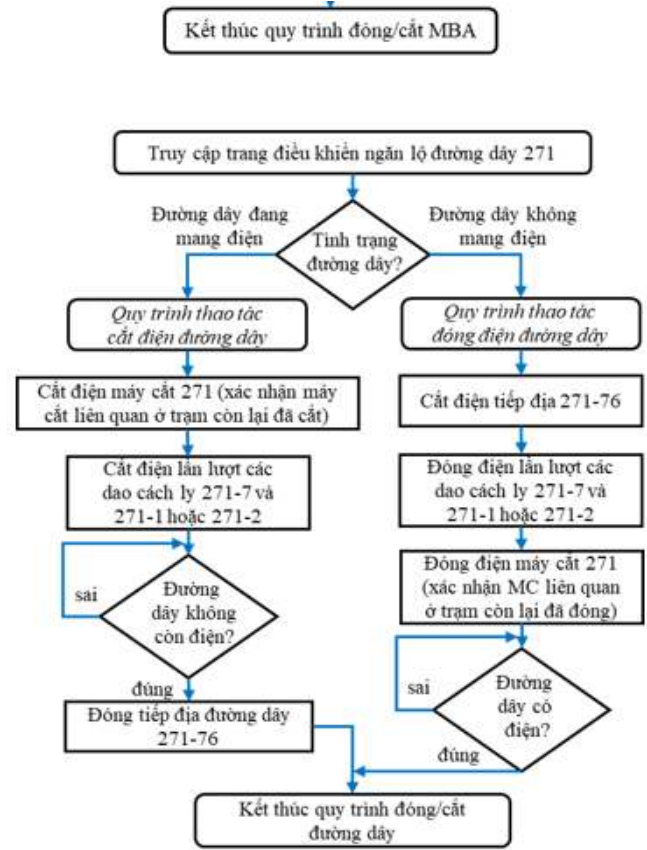 Kết thúc quy trình đóng/cắt MBA
Truy cập trang điều khiển ngăn lộ đường dây 271
Đường dây đang
mang điện
Tình trạng
đường dây?
Đường dây không
mang điện
Quy trình thao tác
cắt điện đường dây
Quy trình thao tác
đóng điện đường dây
Cắt điện máy cắt 271 (xác nhận máy
cắt liên quan ở trạm còn lại đã cắt)
Cắt điện tiếp địa 271-76
Cắt điện lần lượt các
dao cách ly 271-7 và
271-1 hoặc 271-2
Đóng điện lần lượt các
dao cách ly 271-7 và
271-1 hoặc 271-2
Đóng điện máy cắt 271
(xác nhận MC liên quan
ở trạm còn lại đã đóng)
sai
Đường
dây không
còn điện?
đúng
Đóng tiếp địa đường dây
271-76
sai
Đường
dây có
điện?
đúng
Kết thúc quy trình đóng/cắt
đường dây